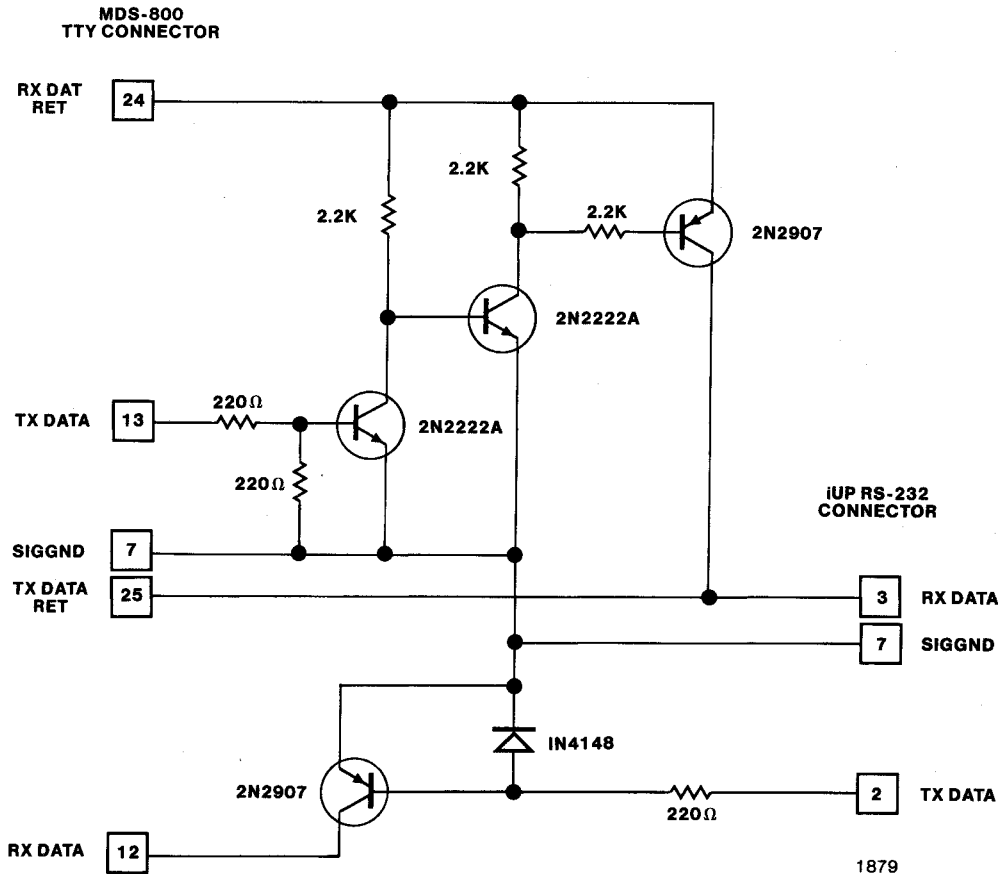 MDS-800
TTY CONNECTOR
RX DAT
RET
24
2.2K
2.2K
2.2K
2N2907
2N2222A
TX DATA
13
220Ω
2N2222A
220Ω
iUP RS-232
CONNECTOR
SIGGND
7
TX DATA
RET
25
3
RX DATA
7
SIGGND
IN4148
2N2907
220Ω
2
TX DATA
RX DATA
12
1879